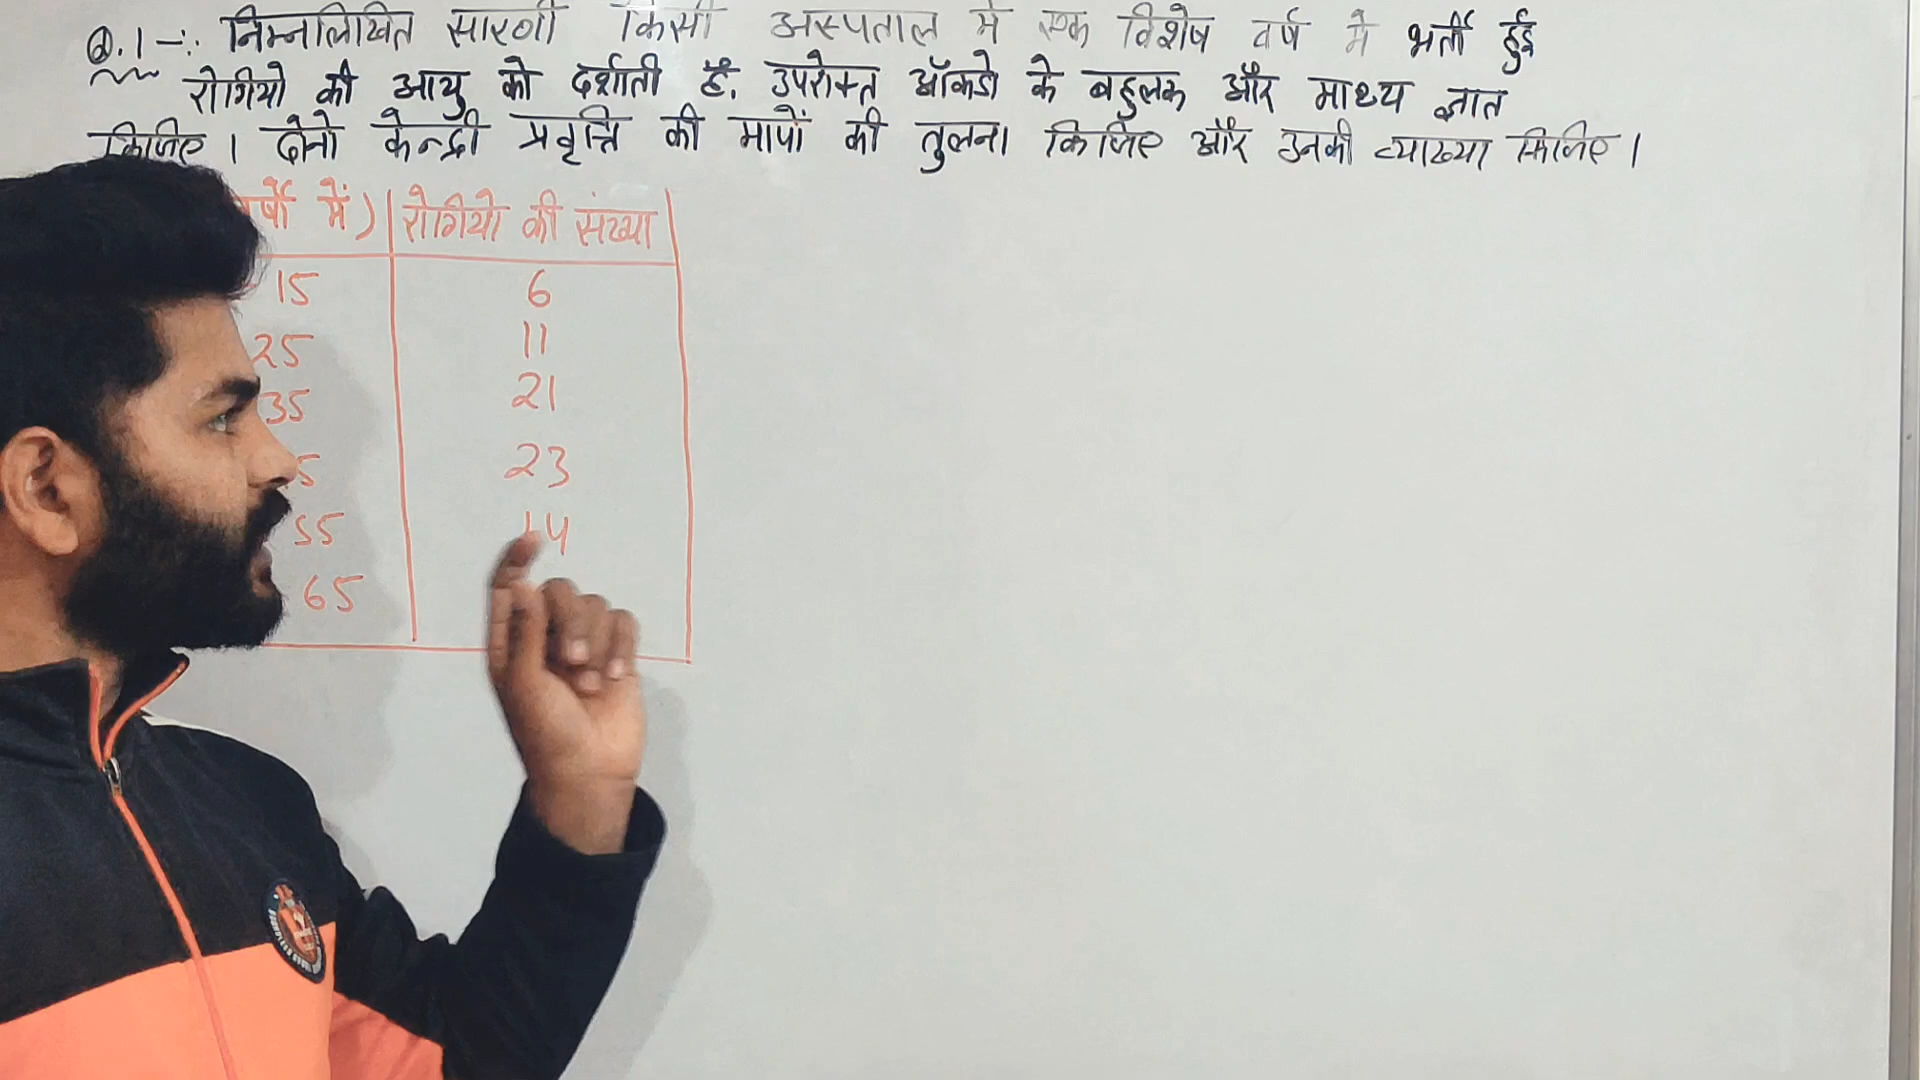 Q.1 -: निम्नलिखित सारणी किसी अस्पताल मे एक विशेष वर्ष मे भर्ती हुई
रोगियो की आयु को दर्शाती है. उपरोक्त आँकडो के बहुलक और माध्य ज्ञात
किजिए । दोनो केन्द्री प्रवृत्ति की मापों की तुलना किजिए और उनकी व्याख्या किजिए ।
र्षो में) रोगियो की संख्या
15 6
25 11
35 21
5 23
55 14
65